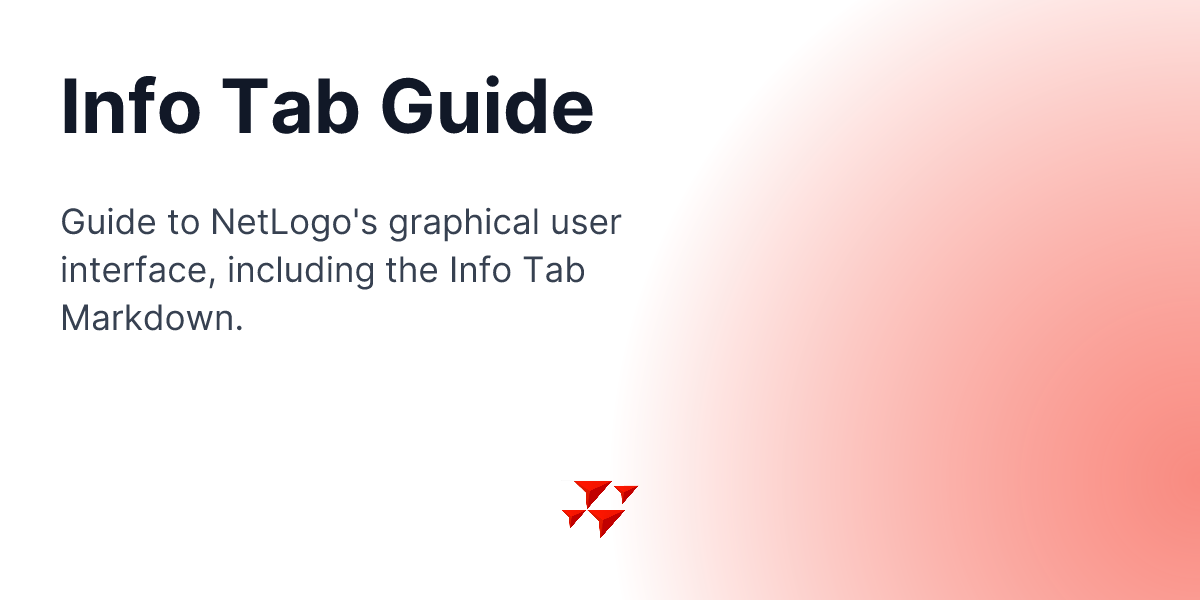 Info Tab Guide
Guide to NetLogo's graphical user
interface, including the Info Tab
Markdown.